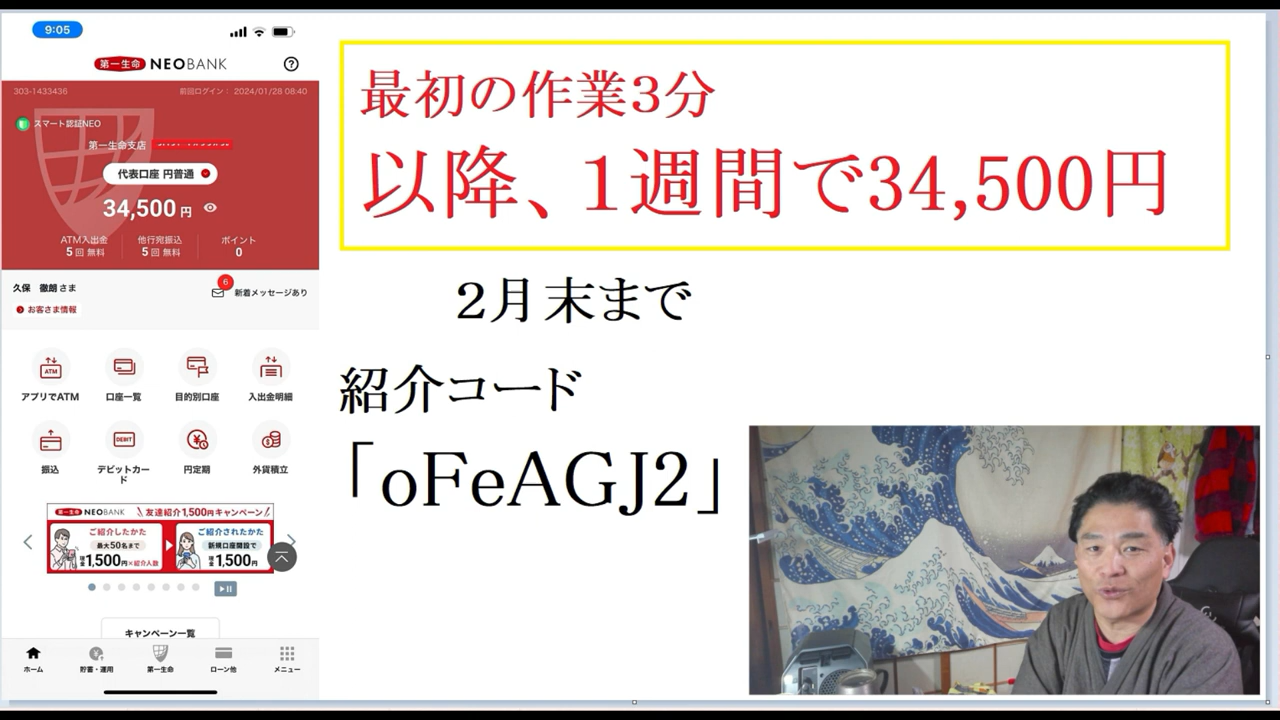 9:05
第一生命 NEOBANK
303-1433436
前回ログイン： 2024/01/28 08:40
スマート認証NEO
第一生命支店
代表口座 円普通
34,500 円
ATM入出金 他行宛振込 ポイント
5 回 無料 5 回 無料 0
久保 徹朗 さま
お客さま情報
6
新着メッセージあり
ATM
アプリでATM 口座一覧 目的別口座 入出金明細
DEBIT
振込 デビットカード 円定期 外貨積立
第一生命 NEOBANK 友達紹介1,500円キャンペーン
ご紹介したかた
最大50名まで
現金1,500円×紹介人数
ご紹介されたかた
新規口座開設で
現金1,500円
キャンペーン一覧
ホーム 貯蓄・運用 第一生命 ローン他 メニュー
最初の作業３分
以降、１週間で34,500円
２月末まで
紹介コード
「oFeAGJ2」